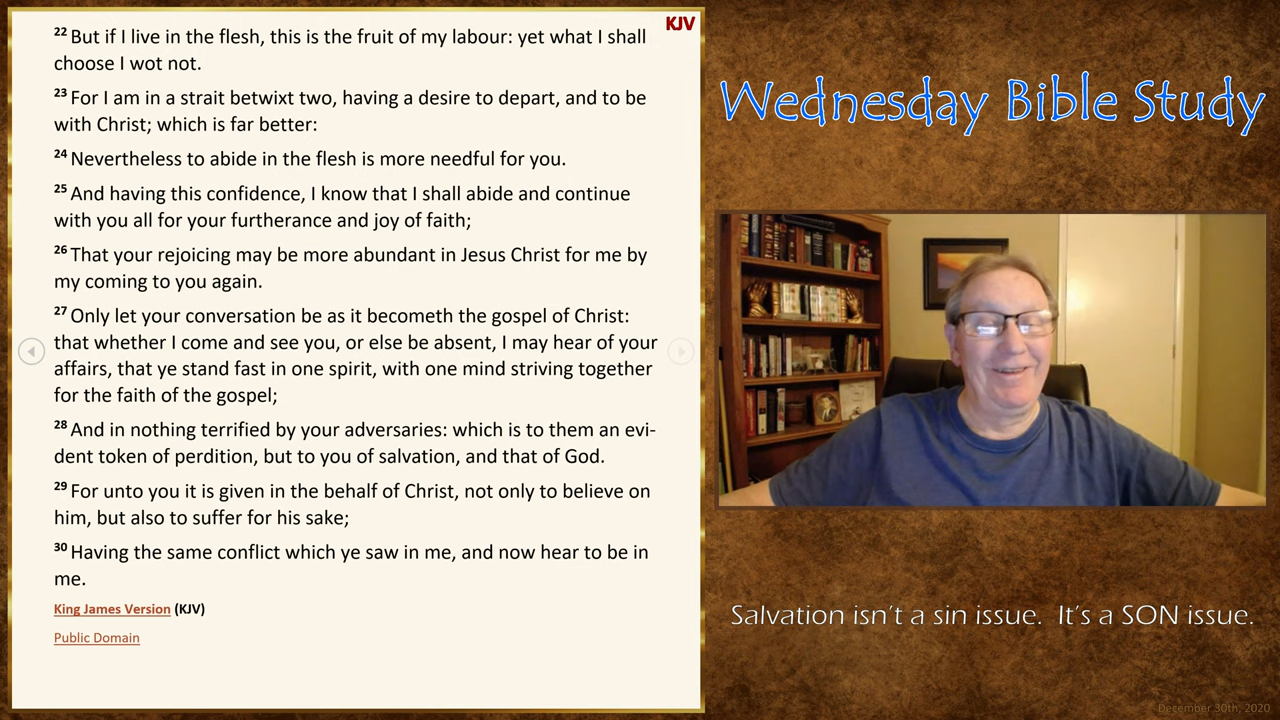 KJV
22 But if I live in the flesh, this is the fruit of my labour: yet what I shall
choose I wot not.
23 For I am in a strait betwixt two, having a desire to depart, and to be
with Christ; which is far better:
24 Nevertheless to abide in the flesh is more needful for you.
25 And having this confidence, I know that I shall abide and continue
with you all for your furtherance and joy of faith;
26 That your rejoicing may be more abundant in Jesus Christ for me by
my coming to you again.
27 Only let your conversation be as it becometh the gospel of Christ:
that whether I come and see you, or else be absent, I may hear of your
affairs, that ye stand fast in one spirit, with one mind striving together
for the faith of the gospel;
28 And in nothing terrified by your adversaries: which is to them an evi-
dent token of perdition, but to you of salvation, and that of God.
29 For unto you it is given in the behalf of Christ, not only to believe on
him, but also to suffer for his sake;
30 Having the same conflict which ye saw in me, and now hear to be in
me.
King James Version (KJV)
Public Domain
Wednesday Bible Study
Salvation isn't a sin issue. It's a SON issue.
December 30th, 2020